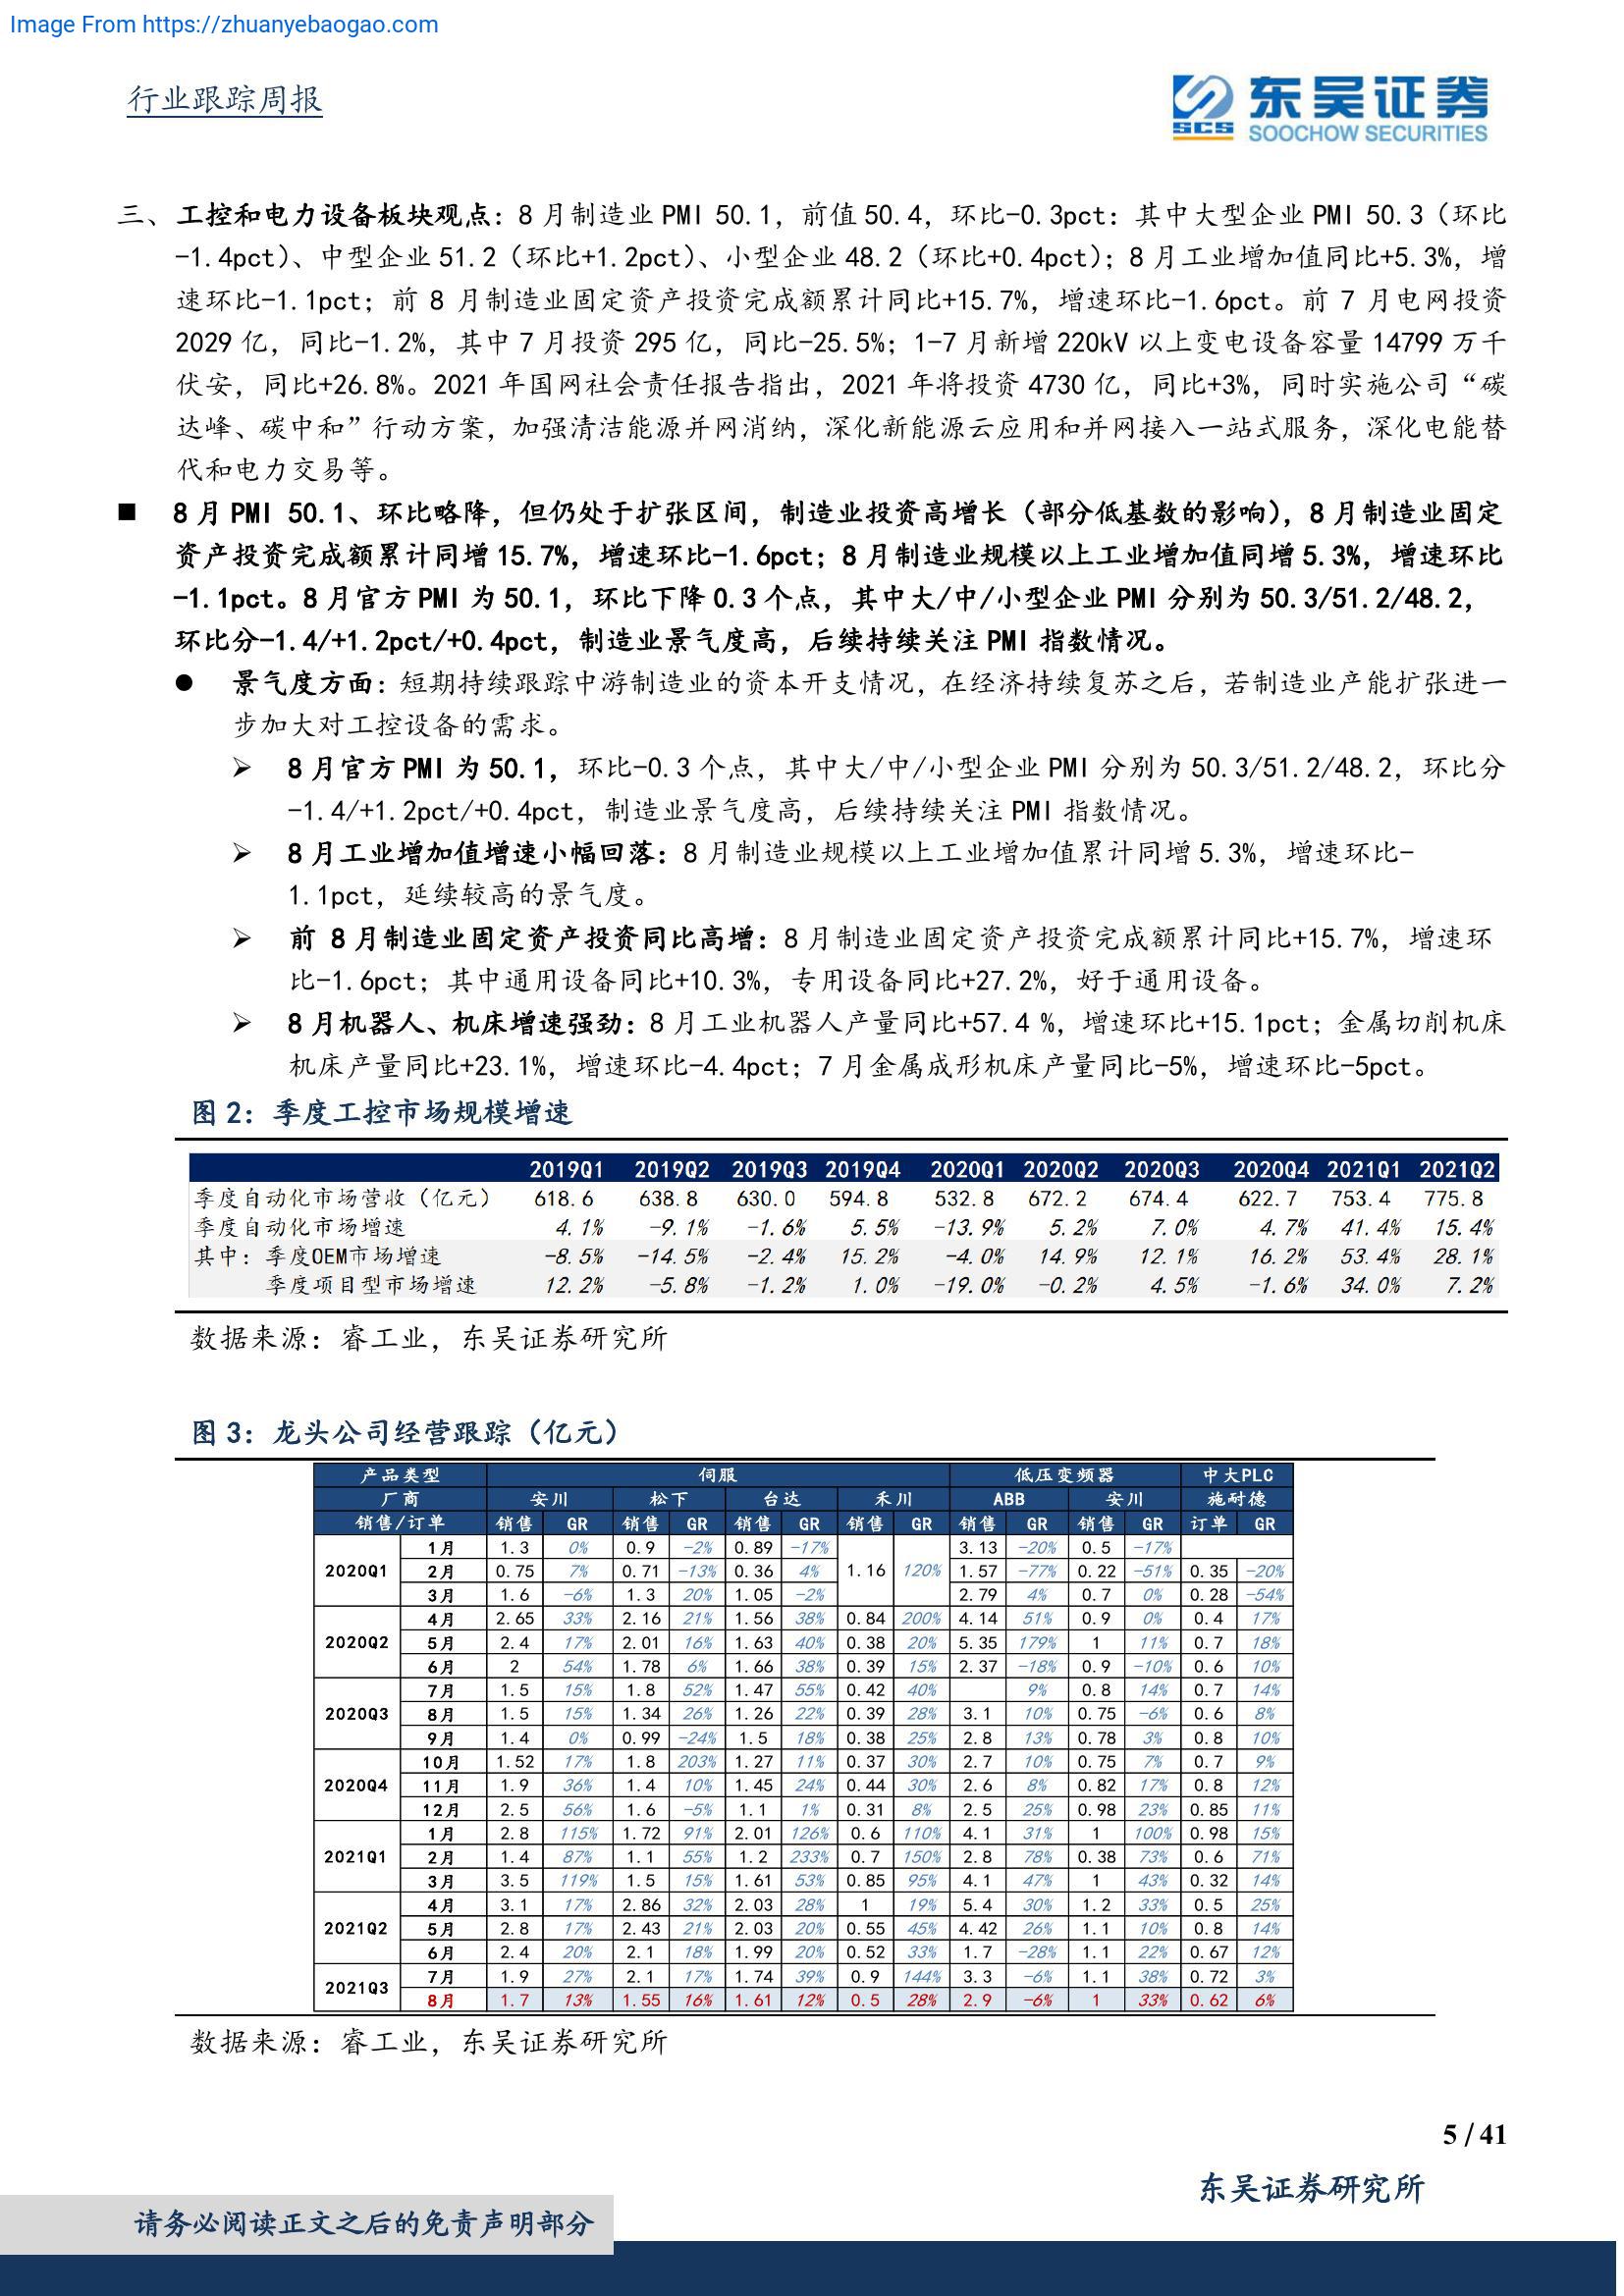 Image From https://zhuanyebaogao.com
行业跟踪周报
东吴证券
SCS
SOOCHOW SECURITIES
三、工控和电力设备板块观点：8 月制造业 PMI 50.1，前值 50.4，环比-0.3pct：其中大型企业 PMI 50.3（环比
-1.4pct）、中型企业 51.2（环比+1.2pct）、小型企业 48.2（环比+0.4pct）；8 月工业增加值同比+5.3%，增
速环比-1.1pct；前 8 月制造业固定资产投资完成额累计同比+15.7%，增速环比-1.6pct。前 7 月电网投资
2029 亿，同比-1.2%，其中 7 月投资 295 亿，同比-25.5%；1-7 月新增 220kV 以上变电设备容量 14799 万千
伏安，同比+26.8%。2021 年国网社会责任报告指出，2021 年将投资 4730 亿，同比+3%，同时实施公司“碳
达峰、碳中和”行动方案，加强清洁能源并网消纳，深化新能源云应用和并网接入一站式服务，深化电能替
代和电力交易等。
■ 8 月 PMI 50.1、环比略降，但仍处于扩张区间，制造业投资高增长（部分低基数的影响），8 月制造业固定
资产投资完成额累计同增 15.7%，增速环比-1.6pct；8 月制造业规模以上工业增加值同增 5.3%，增速环比
-1.1pct。8 月官方 PMI 为 50.1，环比下降 0.3 个点，其中大/中/小型企业 PMI 分别为 50.3/51.2/48.2，
环比分-1.4/+1.2pct/+0.4pct，制造业景气度高，后续持续关注 PMI 指数情况。
● 景气度方面：短期持续跟踪中游制造业的资本开支情况，在经济持续复苏之后，若制造业产能扩张进一
步加大对工控设备的需求。
➢ 8 月官方 PMI 为 50.1，环比-0.3 个点，其中大/中/小型企业 PMI 分别为 50.3/51.2/48.2，环比分
-1.4/+1.2pct/+0.4pct，制造业景气度高，后续持续关注 PMI 指数情况。
➢ 8 月工业增加值增速小幅回落：8 月制造业规模以上工业增加值累计同增 5.3%，增速环比-
1.1pct，延续较高的景气度。
➢ 前 8 月制造业固定资产投资同比高增：8 月制造业固定资产投资完成额累计同比+15.7%，增速环
比-1.6pct；其中通用设备同比+10.3%，专用设备同比+27.2%，好于通用设备。
➢ 8 月机器人、机床增速强劲：8 月工业机器人产量同比+57.4 %，增速环比+15.1pct；金属切削机床
机床产量同比+23.1%，增速环比-4.4pct；7 月金属成形机床产量同比-5%，增速环比-5pct。
图 2：季度工控市场规模增速
2019Q1 2019Q2 2019Q3 2019Q4 2020Q1 2020Q2 2020Q3 2020Q4 2021Q1 2021Q2
季度自动化市场营收（亿元） 618.6 638.8 630.0 594.8 532.8 672.2 674.4 622.7 753.4 775.8
季度自动化市场增速 4.1% -9.1% -1.6% 5.5% -13.9% 5.2% 7.0% 4.7% 41.4% 15.4%
其中：季度OEM市场增速 -8.5% -14.5% -2.4% 15.2% -4.0% 14.9% 12.1% 16.2% 53.4% 28.1%
季度项目型市场增速 12.2% -5.8% -1.2% 1.0% -19.0% -0.2% 4.5% -1.6% 34.0% 7.2%
数据来源：睿工业，东吴证券研究所
图 3：龙头公司经营跟踪（亿元）
产品类型 伺服 低压变频器 中大PLC
厂商 安川 松下 台达 禾川 ABB 安川 施耐德
销售/订单 销售 GR 销售 GR 销售 GR 销售 GR 销售 GR 销售 GR 订单 GR
1月 1.3 0% 0.9 -2% 0.89 -17% 3.13 -20% 0.5 -17%
2020Q1 2月 0.75 7% 0.71 -13% 0.36 4% 1.16 120% 1.57 -77% 0.22 -51% 0.35 -20%
3月 1.6 -6% 1.3 20% 1.05 -2% 2.79 4% 0.7 0% 0.28 -54%
4月 2.65 33% 2.16 21% 1.56 38% 0.84 200% 4.14 51% 0.9 0% 0.4 17%
2020Q2 5月 2.4 17% 2.01 16% 1.63 40% 0.38 20% 5.35 179% 1 11% 0.7 18%
6月 2 54% 1.78 6% 1.66 38% 0.39 15% 2.37 -18% 0.9 -10% 0.6 10%
7月 1.5 15% 1.8 52% 1.47 55% 0.42 40% 9% 0.8 14% 0.7 14%
2020Q3 8月 1.5 15% 1.34 26% 1.26 22% 0.39 28% 3.1 10% 0.75 -6% 0.6 8%
9月 1.4 0% 0.99 -24% 1.5 18% 0.38 25% 2.8 13% 0.78 3% 0.8 10%
10月 1.52 17% 1.8 203% 1.27 11% 0.37 30% 2.7 10% 0.75 7% 0.7 9%
2020Q4 11月 1.9 36% 1.4 10% 1.45 24% 0.44 30% 2.6 8% 0.82 17% 0.8 12%
12月 2.5 56% 1.6 -5% 1.1 1% 0.31 8% 2.5 25% 0.98 23% 0.85 11%
1月 2.8 115% 1.72 91% 2.01 126% 0.6 110% 4.1 31% 1 100% 0.98 15%
2021Q1 2月 1.4 87% 1.1 55% 1.2 233% 0.7 150% 2.8 78% 0.38 73% 0.6 71%
3月 3.5 119% 1.5 15% 1.61 53% 0.85 95% 4.1 47% 1 43% 0.32 14%
4月 3.1 17% 2.86 32% 2.03 28% 1 19% 5.4 30% 1.2 33% 0.5 25%
2021Q2 5月 2.8 17% 2.43 21% 2.03 20% 0.55 45% 4.42 26% 1.1 10% 0.8 14%
6月 2.4 20% 2.1 18% 1.99 20% 0.52 33% 1.7 -28% 1.1 22% 0.67 12%
2021Q3 7月 1.9 27% 2.1 17% 1.74 39% 0.9 144% 3.3 -6% 1.1 38% 0.72 3%
8月 1.7 13% 1.55 16% 1.61 12% 0.5 28% 2.9 -6% 1 33% 0.62 6%
数据来源：睿工业，东吴证券研究所
5 / 41
东吴证券研究所
请务必阅读正文之后的免责声明部分